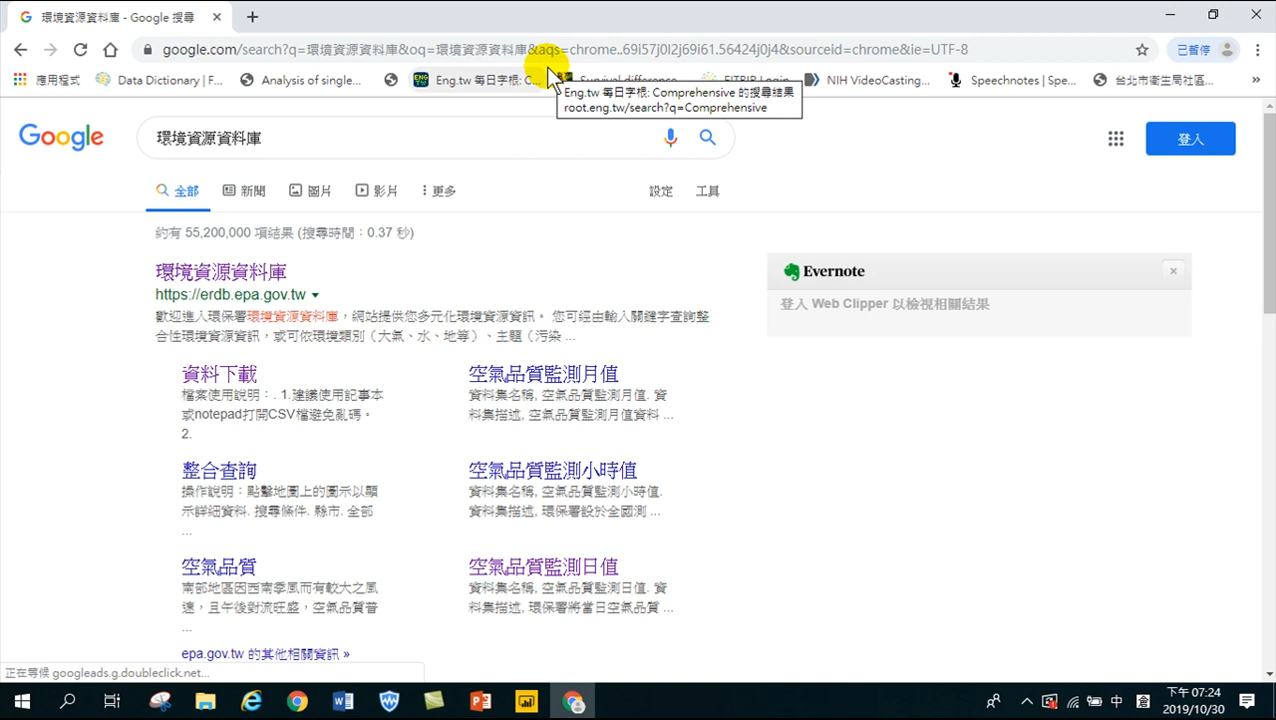 環境資源資料庫 - Google 搜尋
google.com/search?q=環境資源資料庫&oq=環境資源資料庫&aqs=chrome..69i57j0l2j69i61.56424j0j4&sourceid=chrome&ie=UTF-8
已暫停
應用程式
Data Dictionary | F...
Analysis of single...
Eng.tw 每日字根: C...
NIH VideoCasting...
Speechnotes | Spee...
台北市衛生局社區...
Eng.tw 每日字根: Comprehensive 的搜尋結果
root.eng.tw/search?q=Comprehensive
Google
環境資源資料庫
登入
全部
新聞
圖片
影片
更多
設定
工具
約有 55,200,000 項結果 (搜尋時間：0.37 秒)
環境資源資料庫
https://erdb.epa.gov.tw
歡迎進入環保署環境資源資料庫，網站提供您多元化環境資源資訊。 您可經由輸入關鍵字查詢整
合性環境資源資訊，或可依環境類別（大氣、水、地等）、主題（污染 ...
資料下載
檔案使用說明：. 1.建議使用記事本
或notepad打開CSV檔避免亂碼。
2.
空氣品質監測月值
資料集名稱, 空氣品質監測月值. 資
料集描述, 空氣品質監測月值資料 ...
整合查詢
操作說明：點擊地圖上的圖示以顯
示詳細資料. 搜尋條件. 縣市. 全部
...
空氣品質監測小時值
資料集名稱, 空氣品質監測小時值.
資料集描述, 環保署設於全國測 ...
空氣品質
南部地區因西南季風而有較大之風
速，且午後對流旺盛，空氣品質普
...
空氣品質監測日值
資料集名稱, 空氣品質監測日值. 資
料集描述, 環保署將當日空氣品質 ...
epa.gov.tw 的其他相關資訊 »
Evernote
登入 Web Clipper 以檢視相關結果
正在等候 googleads.g.doubleclick.net...
中
倉
下午 07:24
2019/10/30